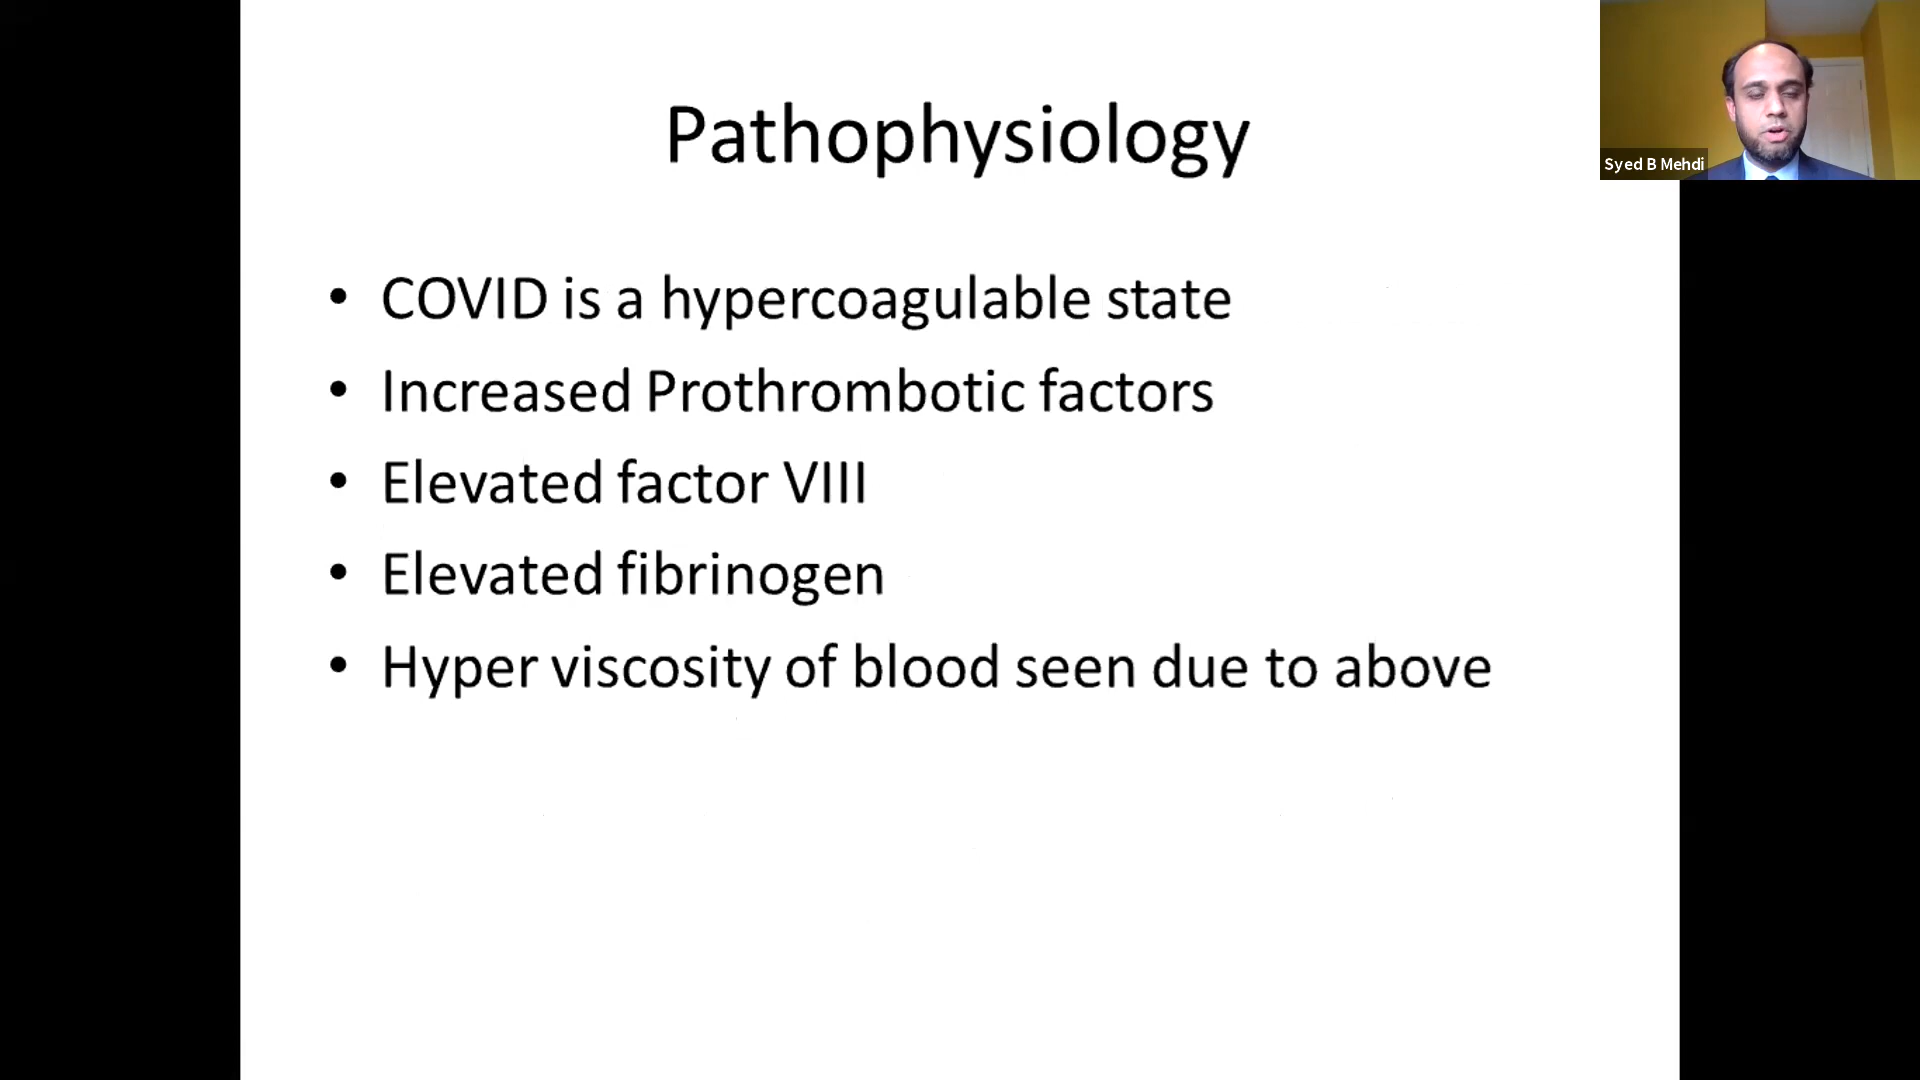 Pathophysiology
Syed B Mehdi
• COVID is a hypercoagulable state
• Increased Prothrombotic factors
• Elevated factor VIII
• Elevated fibrinogen
• Hyper viscosity of blood seen due to above